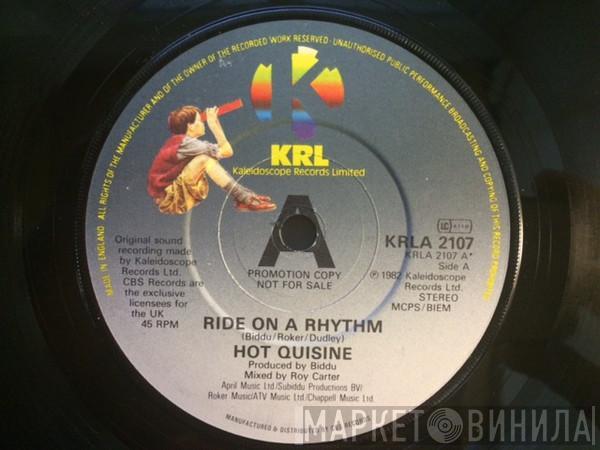 MADE IN ENGLAND. ALL RIGHTS OF THE MANUFACTURER AND OF THE OWNER OF THE RECORDED WORK RESERVED · UNAUTHORISED PUBLIC PERFORMANCE BROADCASTING AND COPYING OF THIS RECORD PROHIBITED
K
KRL
Kaleidoscope Records Limited
A
PROMOTION COPY
NOT FOR SALE
Original sound
recording made
by Kaleidoscope
Records Ltd.
CBS Records are
the exclusive
licensees for
the UK
45 RPM
LC
KRLA 2107
KRLA 2107 A*
Side A
℗ 1982 Kaleidoscope
Records Ltd.
STEREO
MCPS/BIEM
RIDE ON A RHYTHM
(Biddu/Roker/Dudley)
HOT QUISINE
Produced by Biddu
Mixed by Roy Carter
April Music Ltd/Subiddu Productions BV/
Roker Music/ATV Music Ltd/Chappell Music Ltd.
MANUFACTURED & DISTRIBUTED BY CBS RECORDS
МАРКЕТ ВИНИЛА